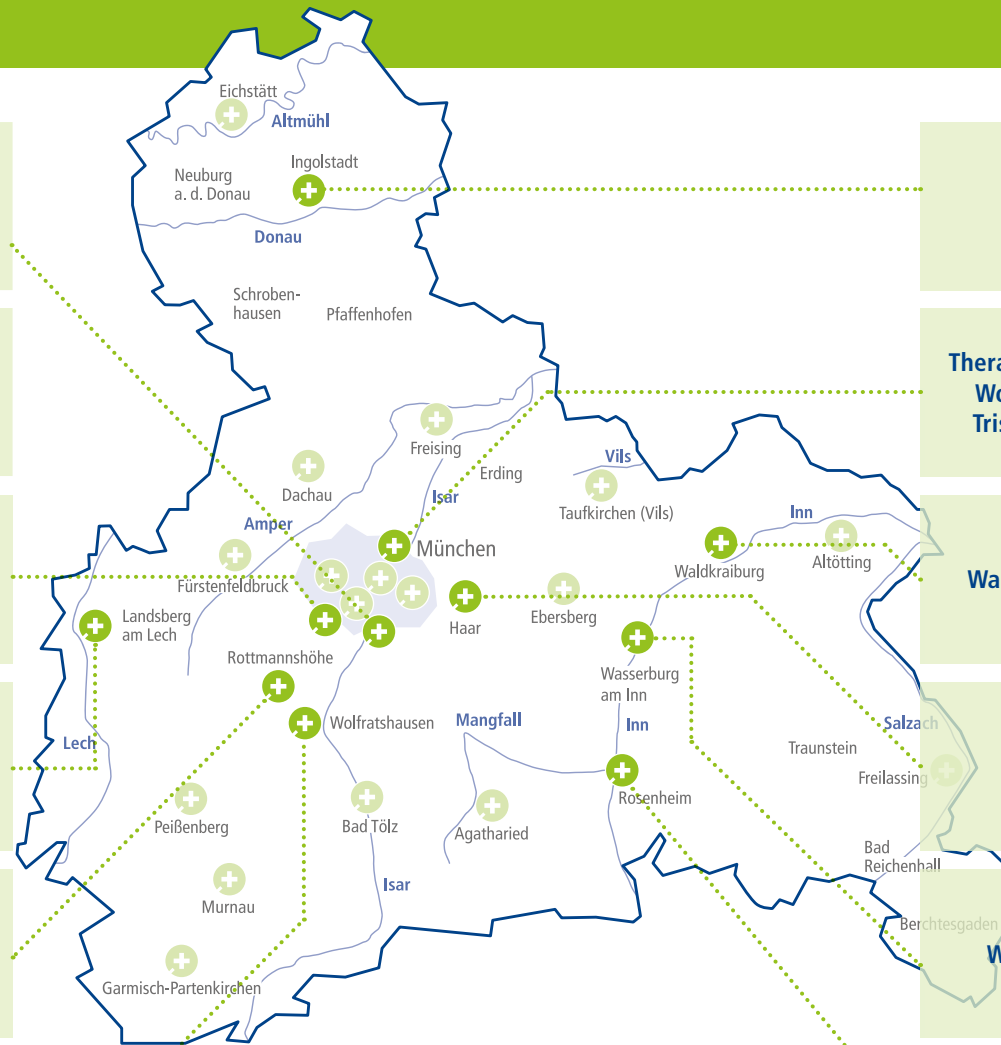 Eichstätt
Altmühl
Ingolstadt
Neuburg
a. d. Donau
Donau
Schroben-
hausen
Pfaffenhofen
Thera
Wo
Tris
Freising
Erding
Vils
Dachau
Isar
Taufkirchen (Vils)
Amper
Inn
München
Altötting
Waldkraiburg
Fürstenfeldbruck
Wa
Ebersberg
Landsberg
am Lech
Haar
Rottmannshöhe
Wasserburg
am Inn
Wolfratshausen
Mangfall
Inn
Salzach
Lech
Traunstein
Freilassing
Rosenheim
Peißenberg
Bad Tölz
Agatharied
Bad
Reichenhall
Isar
Murnau
Berchtesgaden
W
Garmisch-Partenkirchen